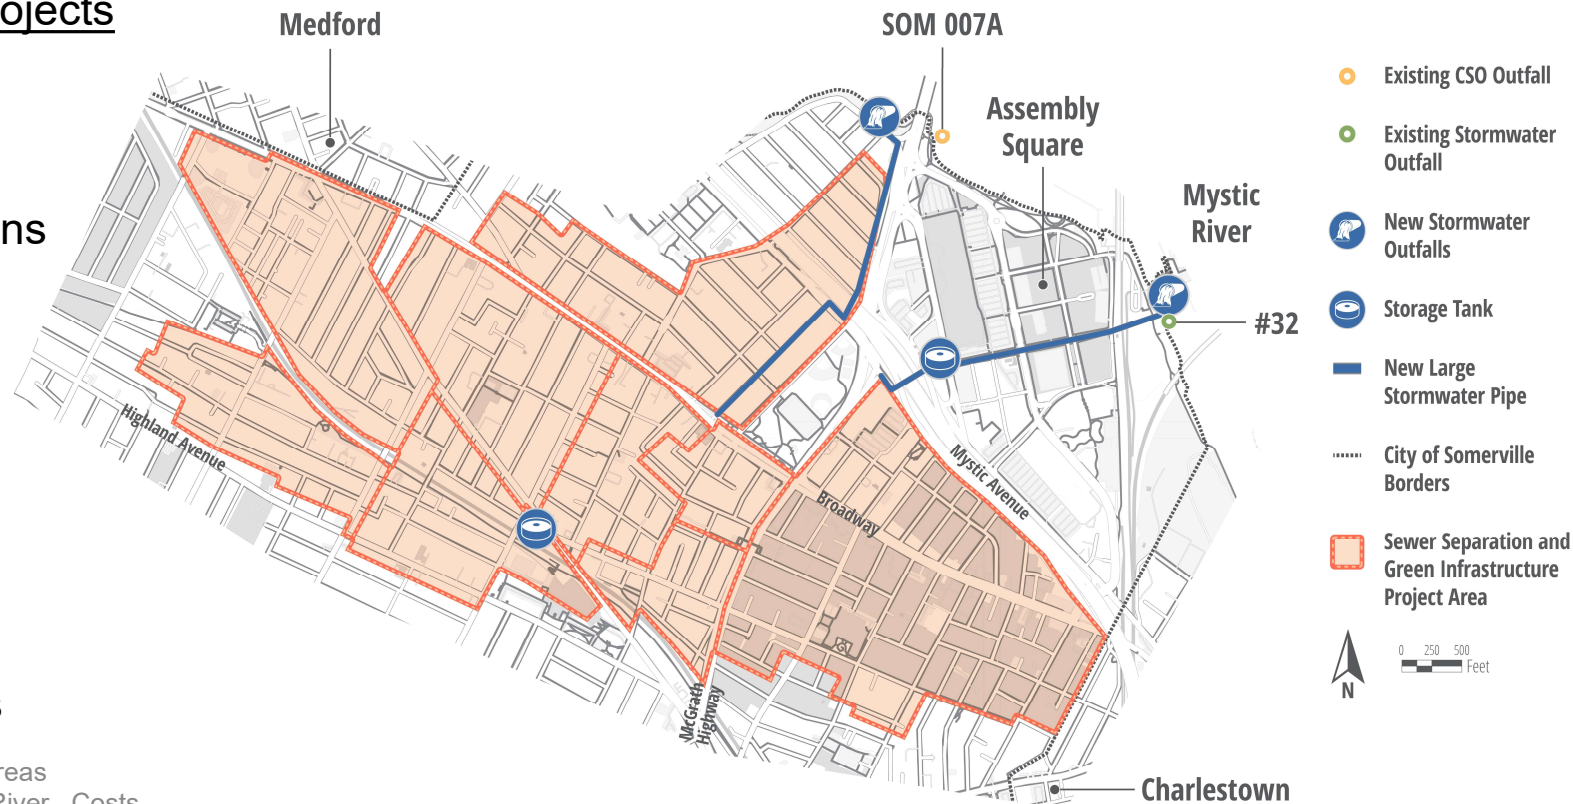 ojects
ns
s
reas
River Costs
Medford
SOM 007A
Assembly
Square
Mystic
River
#32
Highland Avenue
Mystic Avenue
Broadway
McGrath
Highway
Charlestown
Existing CSO Outfall
Existing Stormwater
Outfall
New Stormwater
Outfalls
Storage Tank
New Large
Stormwater Pipe
City of Somerville
Borders
Sewer Separation and
Green Infrastructure
Project Area
0 250 500
Feet
N